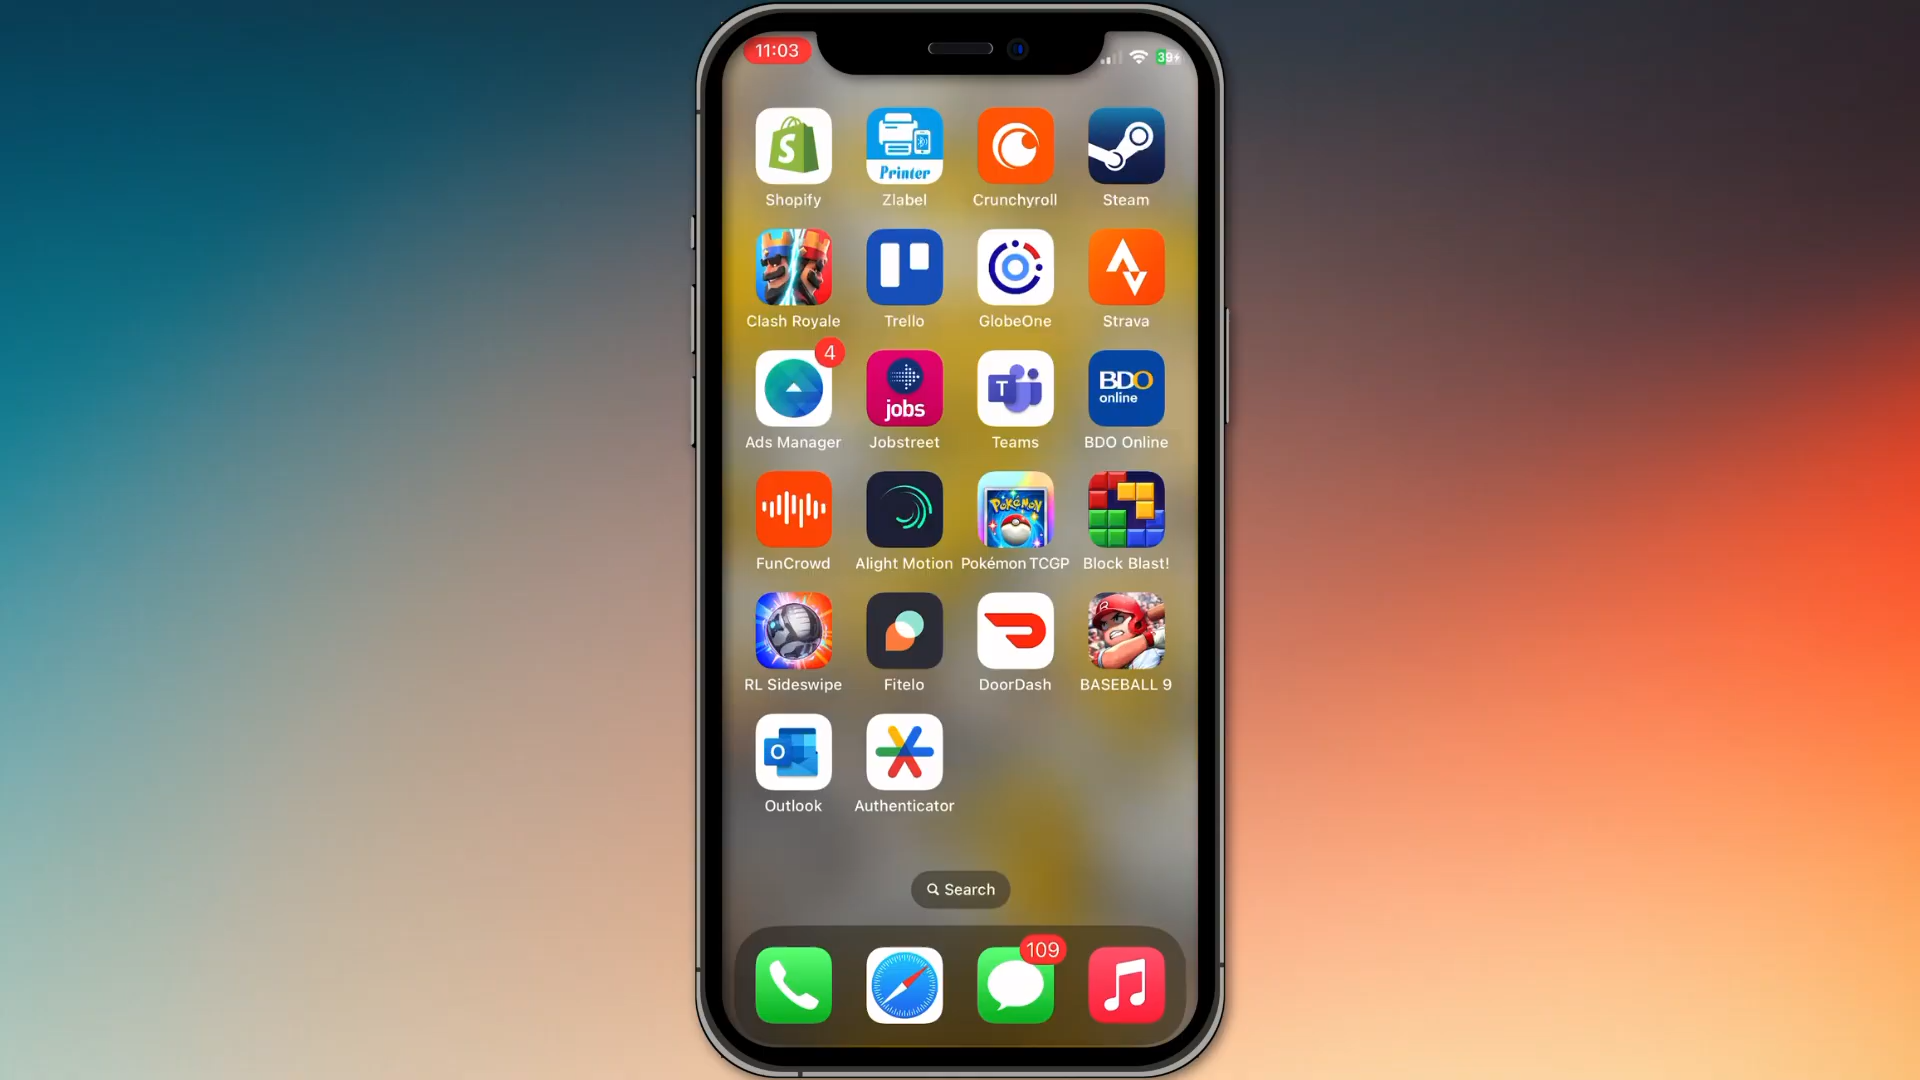 11:03
39
Printer
Shopify Zlabel Crunchyroll Steam
Clash Royale Trello GlobeOne Strava
4
jobs
T
BDO
online
Ads Manager Jobstreet Teams BDO Online
POKéMON
FunCrowd Alight Motion Pokémon TCGP Block Blast!
RL Sideswipe Fitelo DoorDash BASEBALL 9
Outlook Authenticator
Search
109